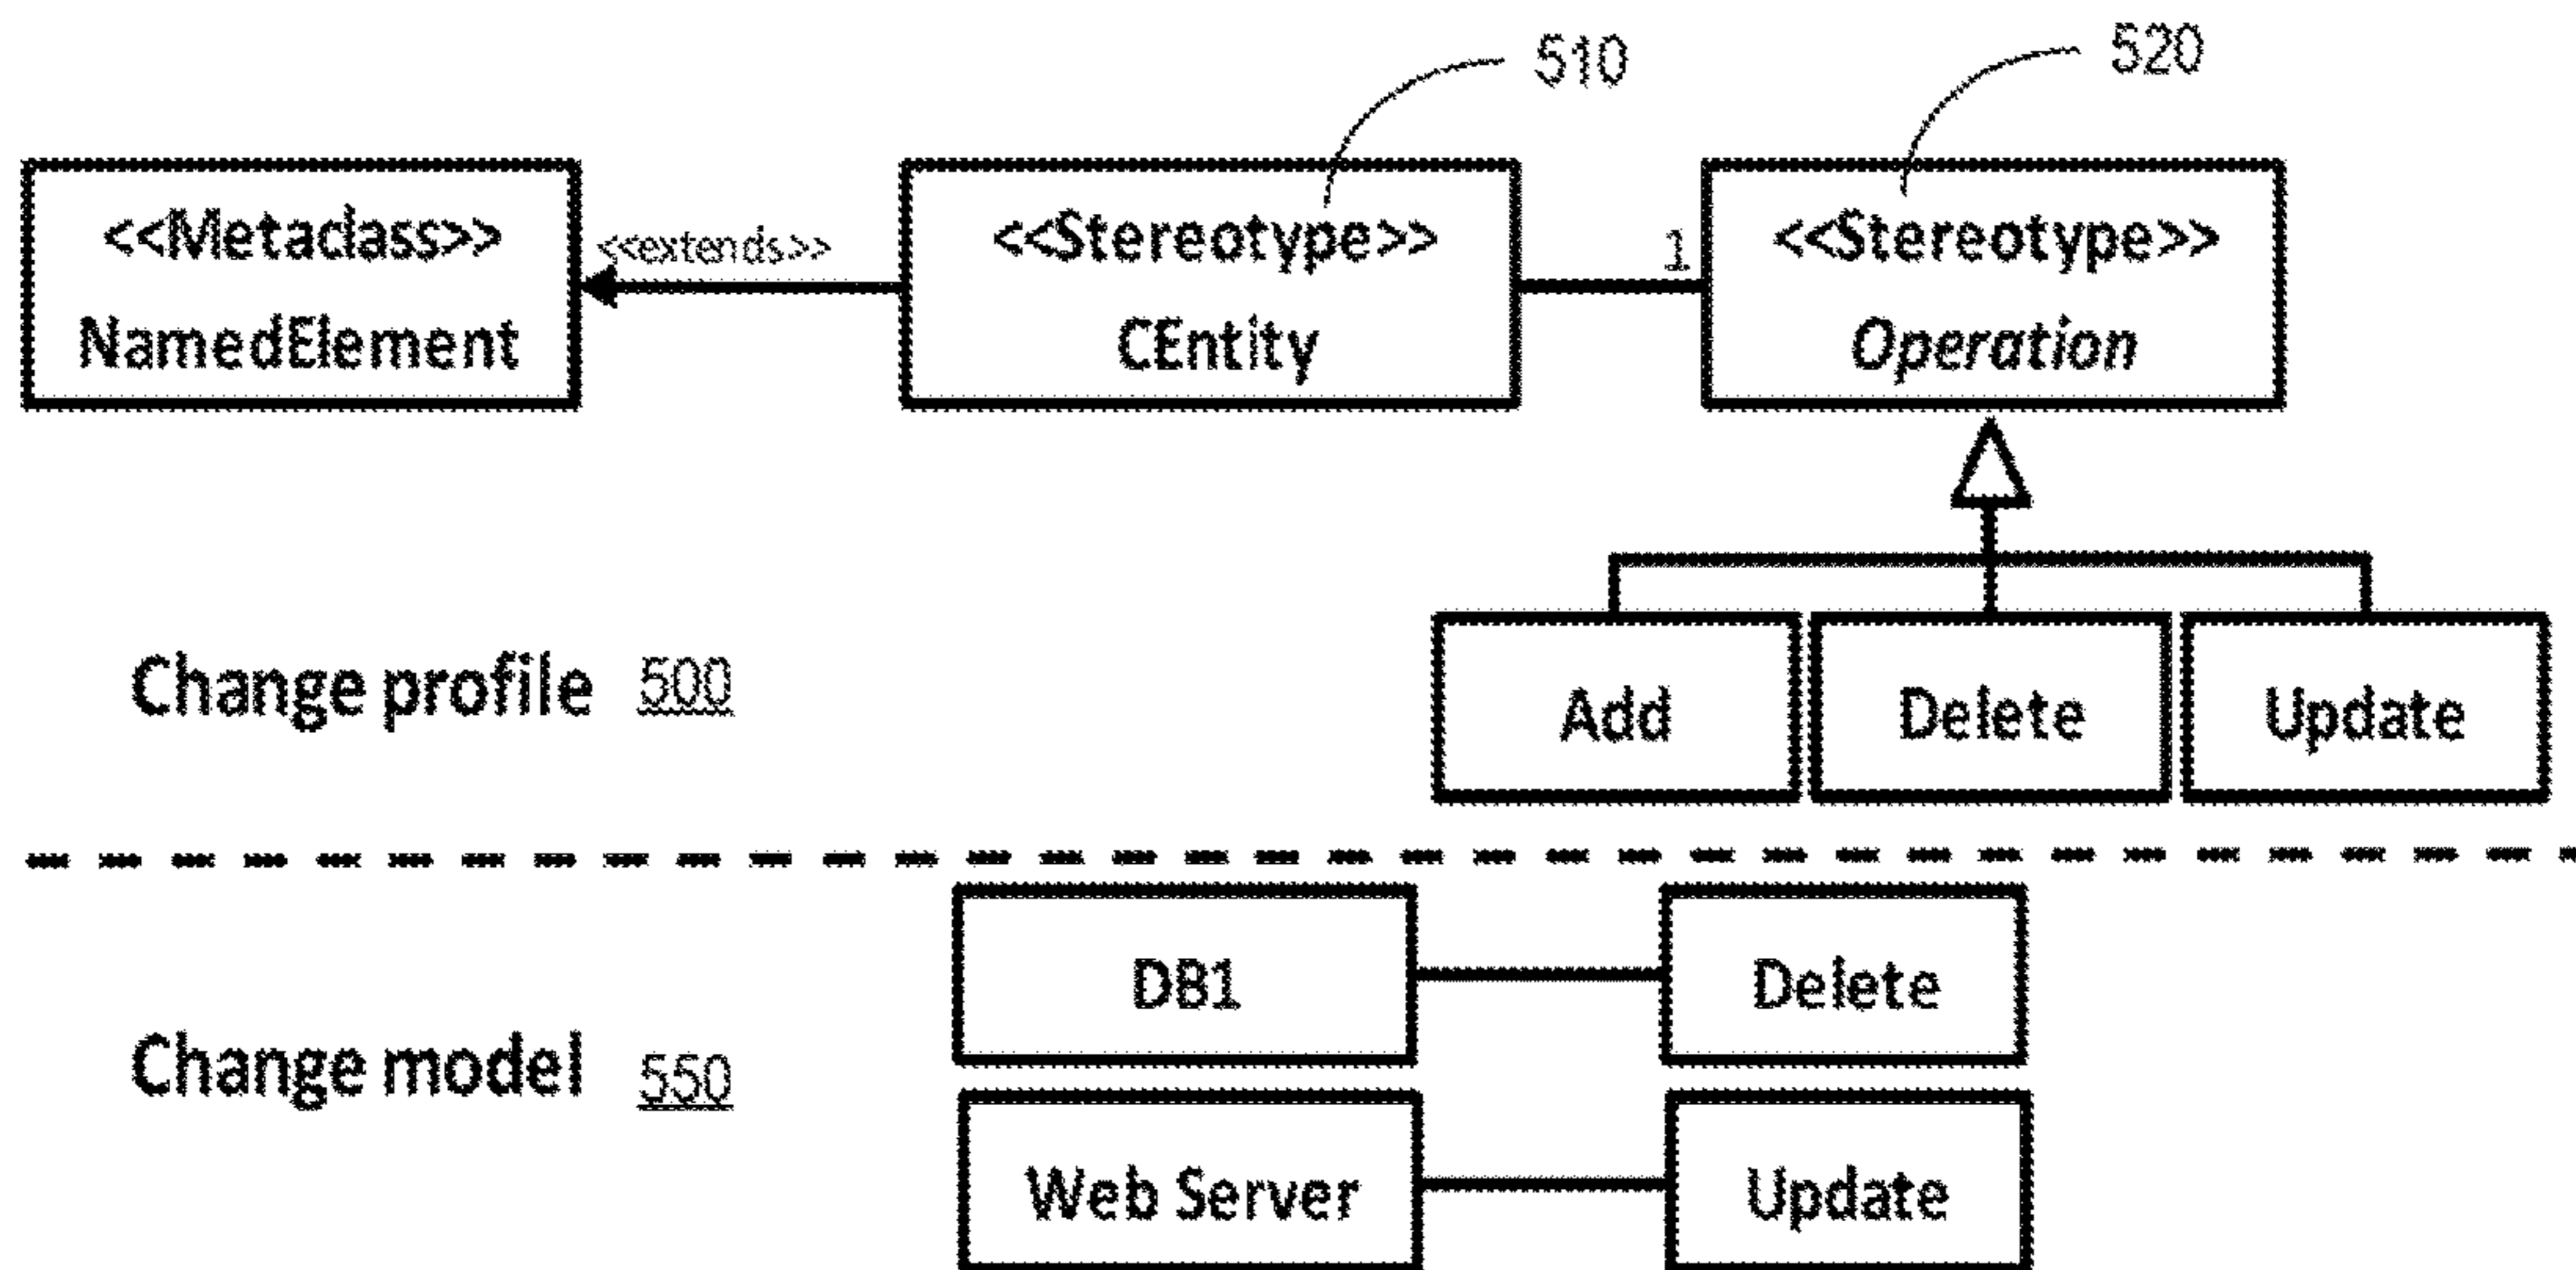 510
520
<<Metaclass>>
NamedElement
<<extends>>
<<Stereotype>>
CEntity
1
<<Stereotype>>
Operation
Change profile 500
Add
Delete
Update
Change model 550
DB1
Delete
Web Server
Update